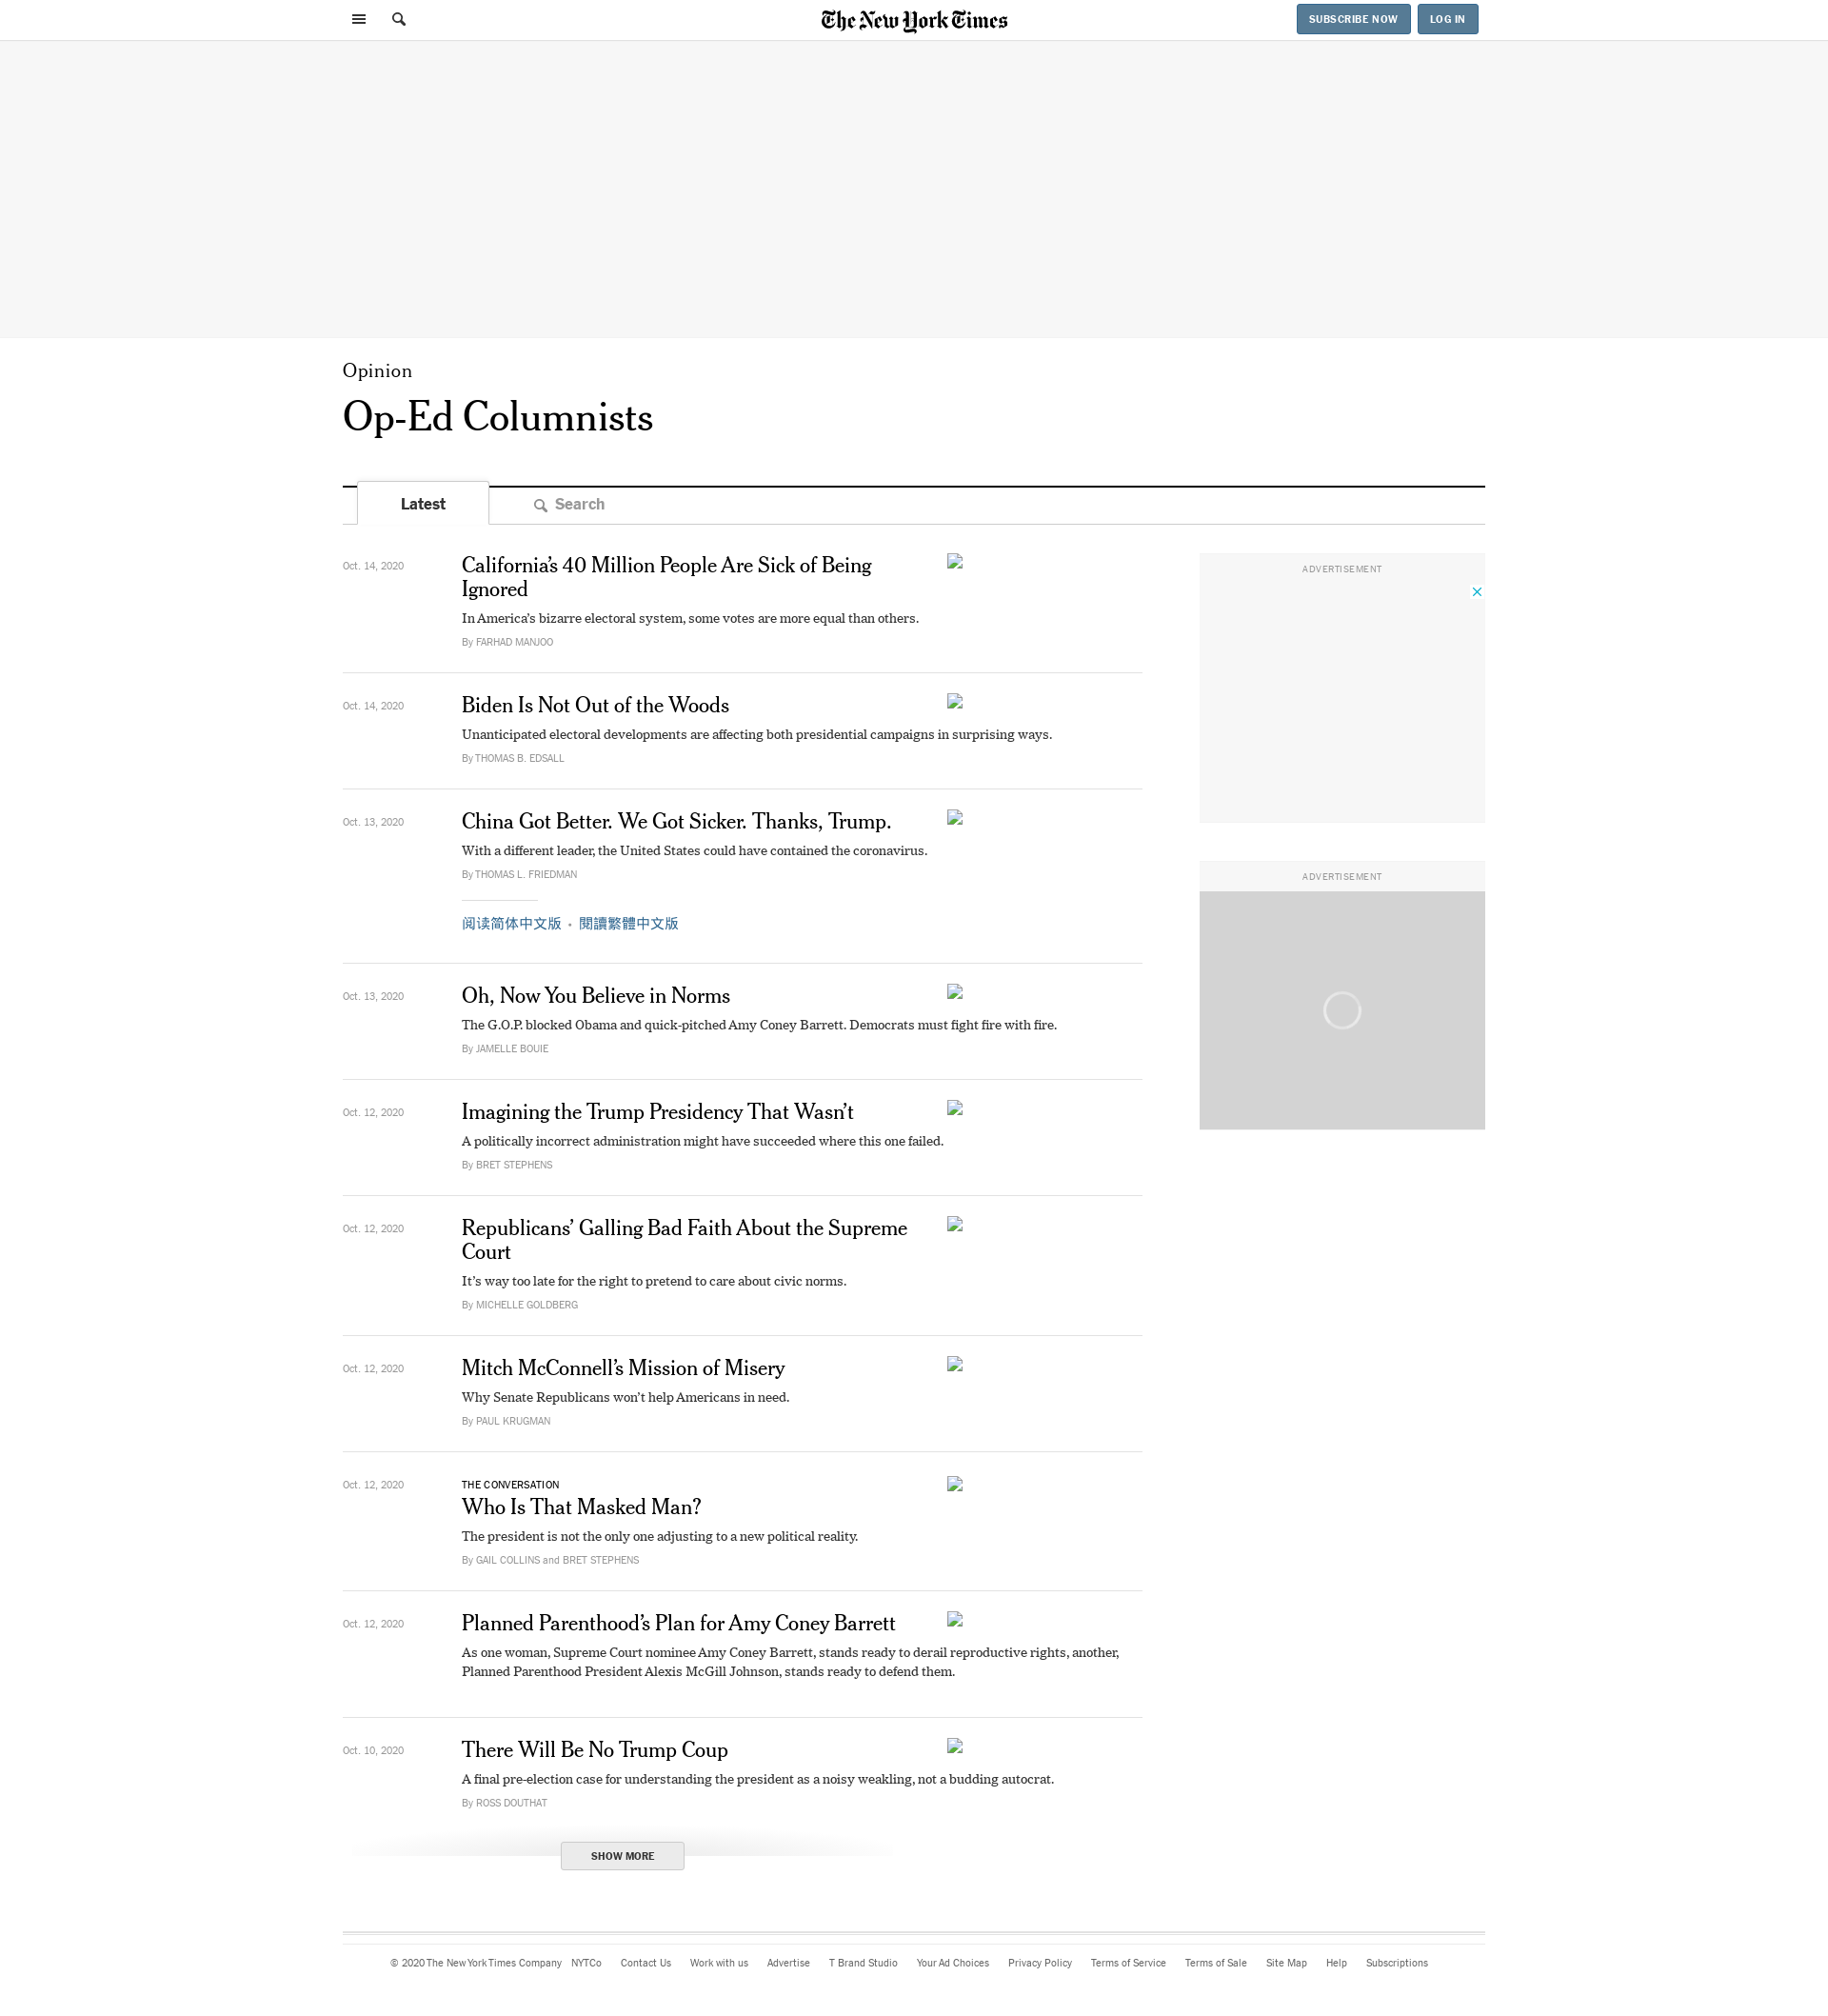 The New York Times
SUBSCRIBE NOW
LOG IN
Opinion
Op-Ed Columnists
Latest
Search
Oct. 14, 2020
California’s 40 Million People Are Sick of Being
Ignored
In America’s bizarre electoral system, some votes are more equal than others.
By FARHAD MANJOO
Oct. 14, 2020
Biden Is Not Out of the Woods
Unanticipated electoral developments are affecting both presidential campaigns in surprising ways.
By THOMAS B. EDSALL
Oct. 13, 2020
China Got Better. We Got Sicker. Thanks, Trump.
With a different leader, the United States could have contained the coronavirus.
By THOMAS L. FRIEDMAN
阅读简体中文版 • 閱讀繁體中文版
Oct. 13, 2020
Oh, Now You Believe in Norms
The G.O.P. blocked Obama and quick-pitched Amy Coney Barrett. Democrats must fight fire with fire.
By JAMELLE BOUIE
Oct. 12, 2020
Imagining the Trump Presidency That Wasn’t
A politically incorrect administration might have succeeded where this one failed.
By BRET STEPHENS
Oct. 12, 2020
Republicans’ Galling Bad Faith About the Supreme
Court
It’s way too late for the right to pretend to care about civic norms.
By MICHELLE GOLDBERG
Oct. 12, 2020
Mitch McConnell’s Mission of Misery
Why Senate Republicans won’t help Americans in need.
By PAUL KRUGMAN
Oct. 12, 2020
THE CONVERSATION
Who Is That Masked Man?
The president is not the only one adjusting to a new political reality.
By GAIL COLLINS and BRET STEPHENS
Oct. 12, 2020
Planned Parenthood’s Plan for Amy Coney Barrett
As one woman, Supreme Court nominee Amy Coney Barrett, stands ready to derail reproductive rights, another,
Planned Parenthood President Alexis McGill Johnson, stands ready to defend them.
Oct. 10, 2020
There Will Be No Trump Coup
A final pre-election case for understanding the president as a noisy weakling, not a budding autocrat.
By ROSS DOUTHAT
SHOW MORE
ADVERTISEMENT
ADVERTISEMENT
© 2020 The New York Times Company NYTCo Contact Us Work with us Advertise T Brand Studio Your Ad Choices Privacy Policy Terms of Service Terms of Sale Site Map Help Subscriptions